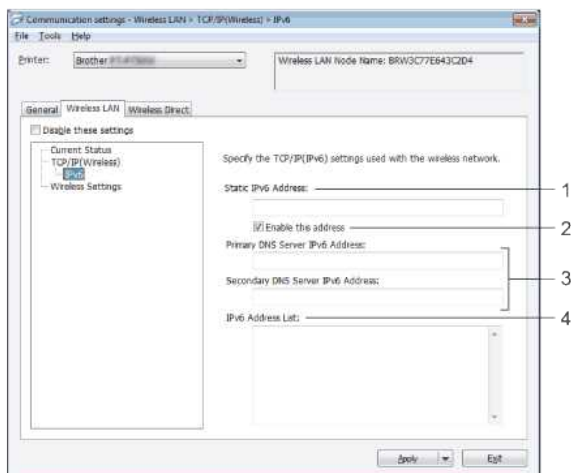 Communication settings - Wireless LAN > TCP/IP(Wireless) > IPv6
File Tools Help
Printer: Brother
Wireless LAN Node Name: BRW3C77E643C2D4
General Wireless LAN Wireless Direct
Disable these settings
Current Status
TCP/IP(Wireless)
IPv6
Wireless Settings
Specify the TCP/IP(IPv6) settings used with the wireless network.
Static IPv6 Address: 1
Enable this address 2
Primary DNS Server IPv6 Address:
3
Secondary DNS Server IPv6 Address:
IPv6 Address List: 4
Apply Exit